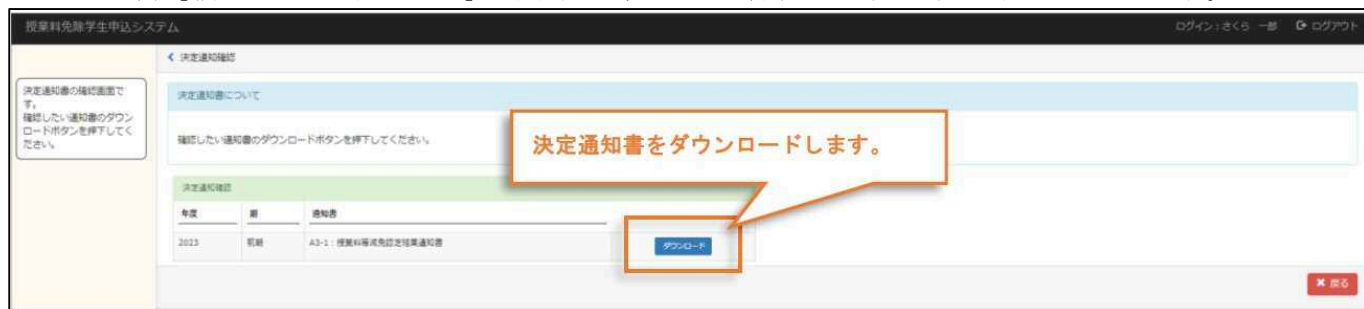 授業料免除学生申込システム
ログイン:さくら 一郎 ログアウト
決定通知確認
決定通知書の確認画面で
す。
確認したい通知書のダウン
ロードボタンを押下してく
ださい。
決定通知書について
確認したい通知書のダウンロードボタンを押下してください。
決定通知書をダウンロードします。
決定通知確認
年度 期 通知書
2023 前期 A3-1:授業料等減免認定結果通知書 ダウンロード
戻る